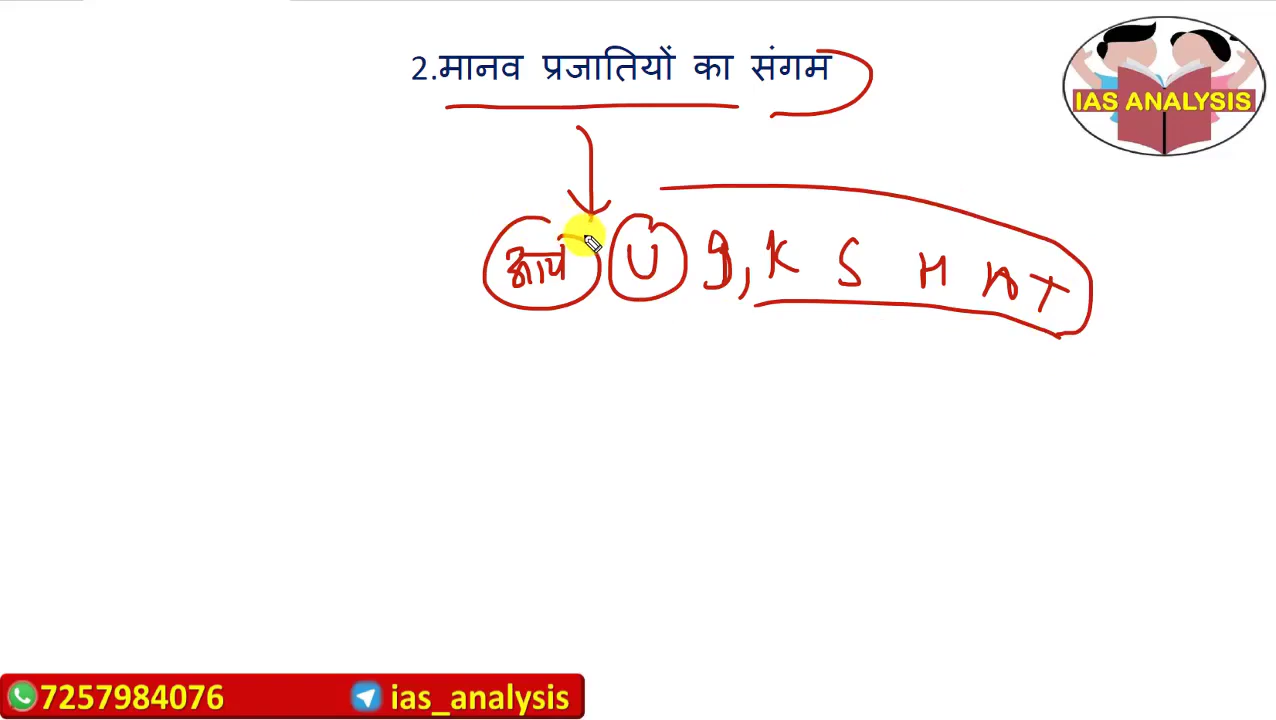 2.मानव प्रजातियों का संगम
IAS ANALYSIS
आर्य U J, K S H A T
7257984076
ias_analysis